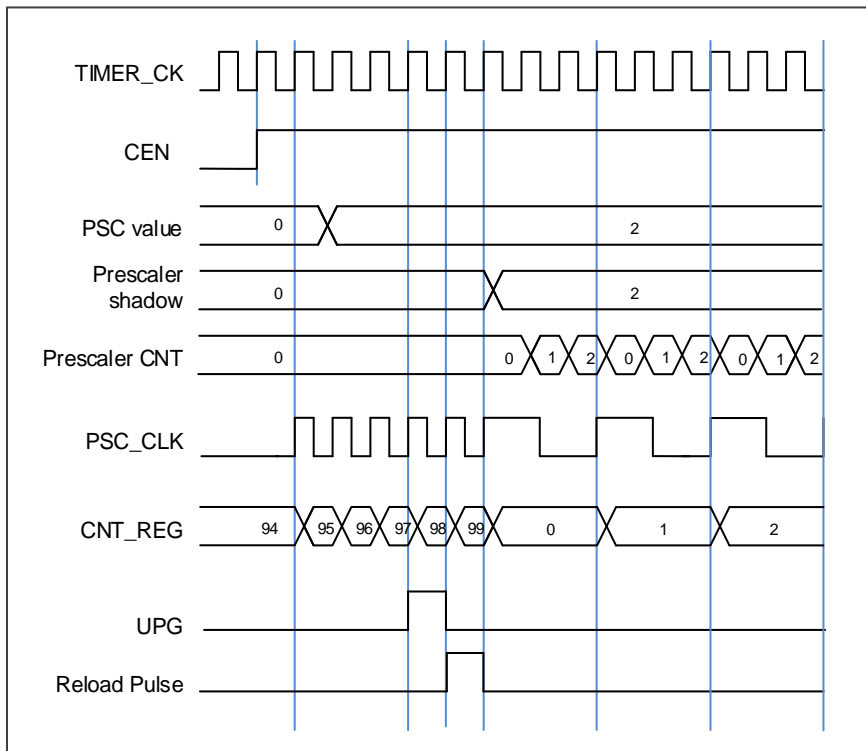 TIMER_CK
CEN
PSC value 0 2
Prescaler
shadow 0 2
Prescaler CNT 0 0 1 2 0 1 2 0 1 2
PSC_CLK
CNT_REG 94 95 96 97 98 99 0 1 2
UPG
Reload Pulse